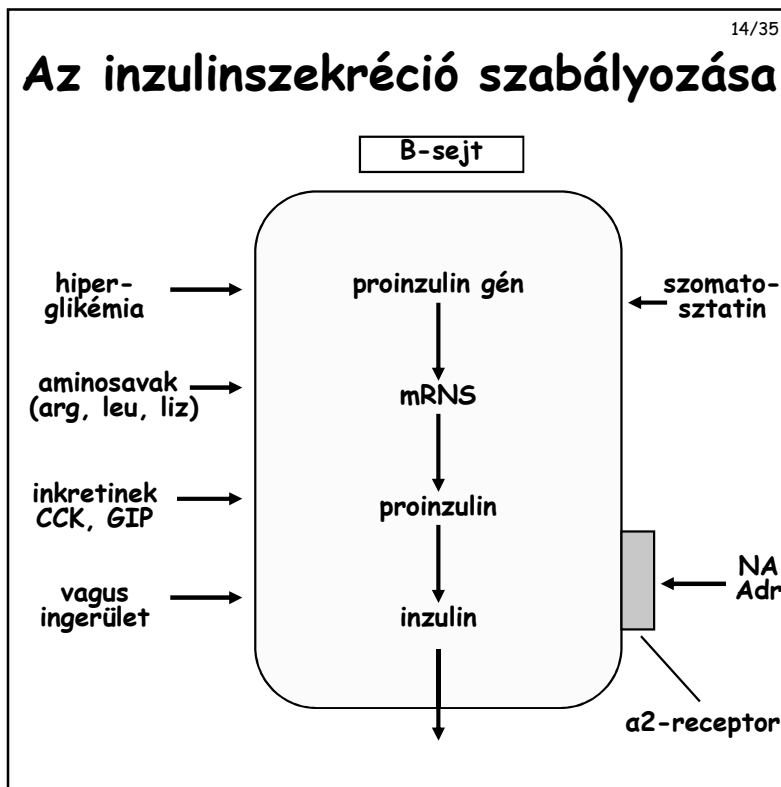 14/35
Az inzulinszekréció szabályozása
B-sejt
hiper-
glikémia
proinzulin gén
szomato-
sztatin
aminosavak
(arg, leu, liz)
mRNS
inkretinek
CCK, GIP
proinzulin
NA
Adr
vagus
ingerület
inzulin
α2-receptor